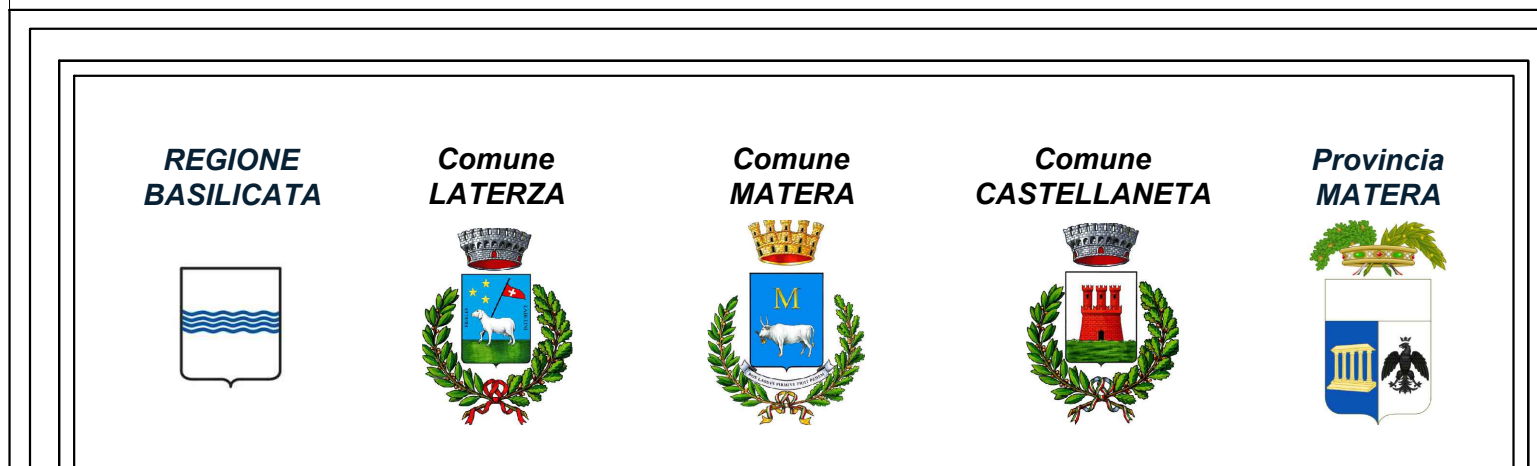 REGIONE
BASILICATA
Comune
LATERZA
Comune
MATERA
Comune
CASTELLANETA
Provincia
MATERA
M